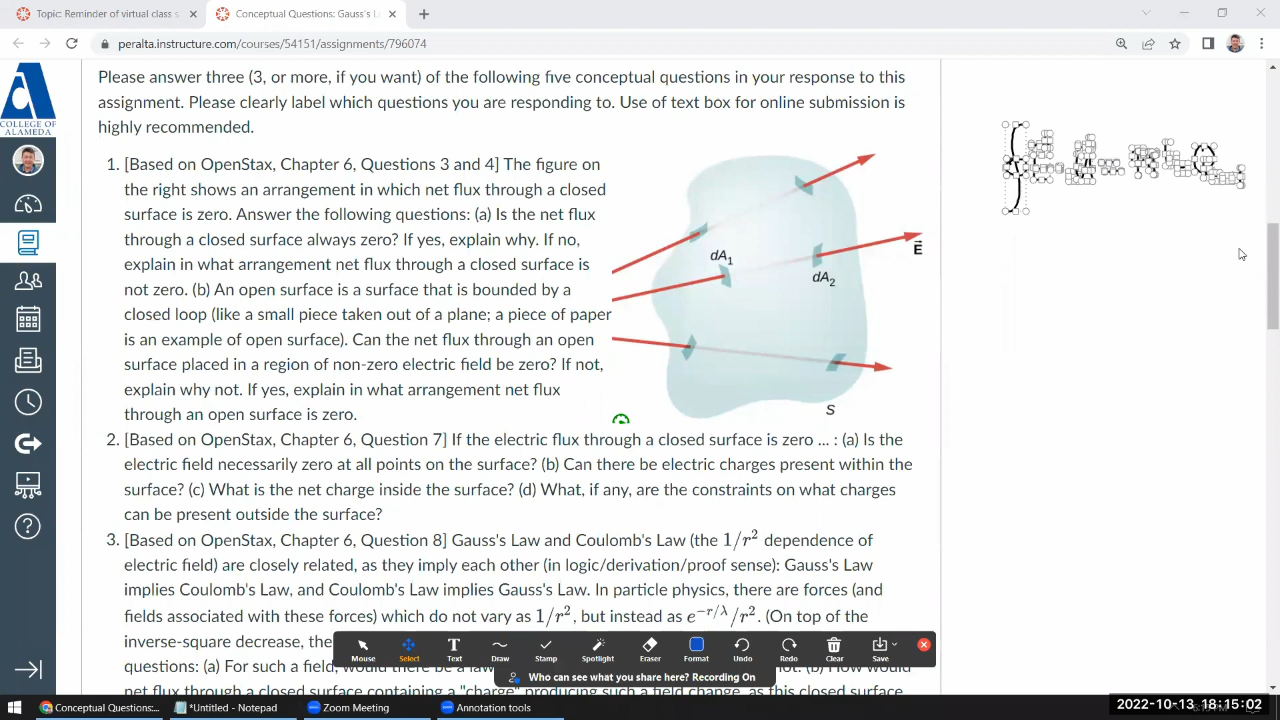 Topic: Reminder of virtual class s
Conceptual Questions: Gauss's L
peralta.instructure.com/courses/54151/assignments/796074
COLLEGE OF
ALAMEDA
Please answer three (3, or more, if you want) of the following five conceptual questions in your response to this
assignment. Please clearly label which questions you are responding to. Use of text box for online submission is
highly recommended.
1. [Based on OpenStax, Chapter 6, Questions 3 and 4] The figure on
the right shows an arrangement in which net flux through a closed
surface is zero. Answer the following questions: (a) Is the net flux
through a closed surface always zero? If yes, explain why. If no,
explain in what arrangement net flux through a closed surface is
not zero. (b) An open surface is a surface that is bounded by a
closed loop (like a small piece taken out of a plane; a piece of paper
is an example of open surface). Can the net flux through an open
surface placed in a region of non-zero electric field be zero? If not,
explain why not. If yes, explain in what arrangement net flux
through an open surface is zero.
dA₁
dA₂
E⃗
S
2. [Based on OpenStax, Chapter 6, Question 7] If the electric flux through a closed surface is zero ... : (a) Is the
electric field necessarily zero at all points on the surface? (b) Can there be electric charges present within the
surface? (c) What is the net charge inside the surface? (d) What, if any, are the constraints on what charges
can be present outside the surface?
3. [Based on OpenStax, Chapter 6, Question 8] Gauss's Law and Coulomb's Law (the 1/r² dependence of
electric field) are closely related, as they imply each other (in logic/derivation/proof sense): Gauss's Law
implies Coulomb's Law, and Coulomb's Law implies Gauss's Law. In particle physics, there are forces (and
fields associated with these forces) which do not vary as 1/r², but instead as e^{-r/λ}/r². (On top of the
inverse-square decrease, the
questions: (a) For such a field,
net flux through a closed surface containing a "charge" producing such a field change, as this closed surface
Mouse Select Text Draw Stamp Spotlight Eraser Format Undo Redo Clear Save
Who can see what you share here? Recording On
Conceptual Questions:...
*Untitled - Notepad
Zoom Meeting
Annotation tools
2022-10-13 18:15:02